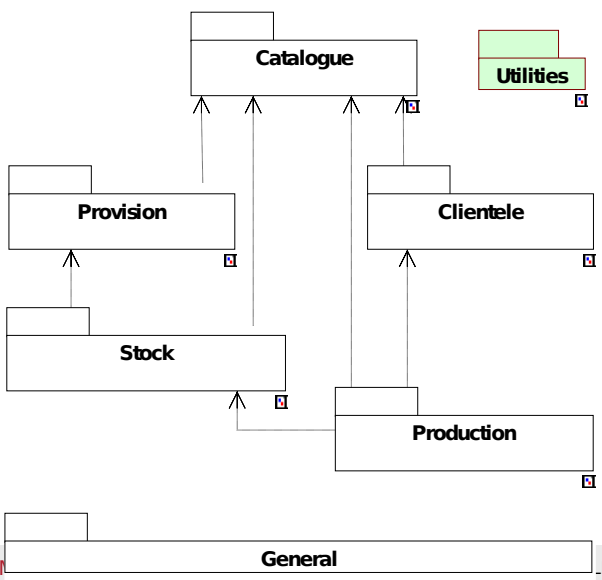 Catalogue
Utilities
Provision
Clientele
Stock
Production
General